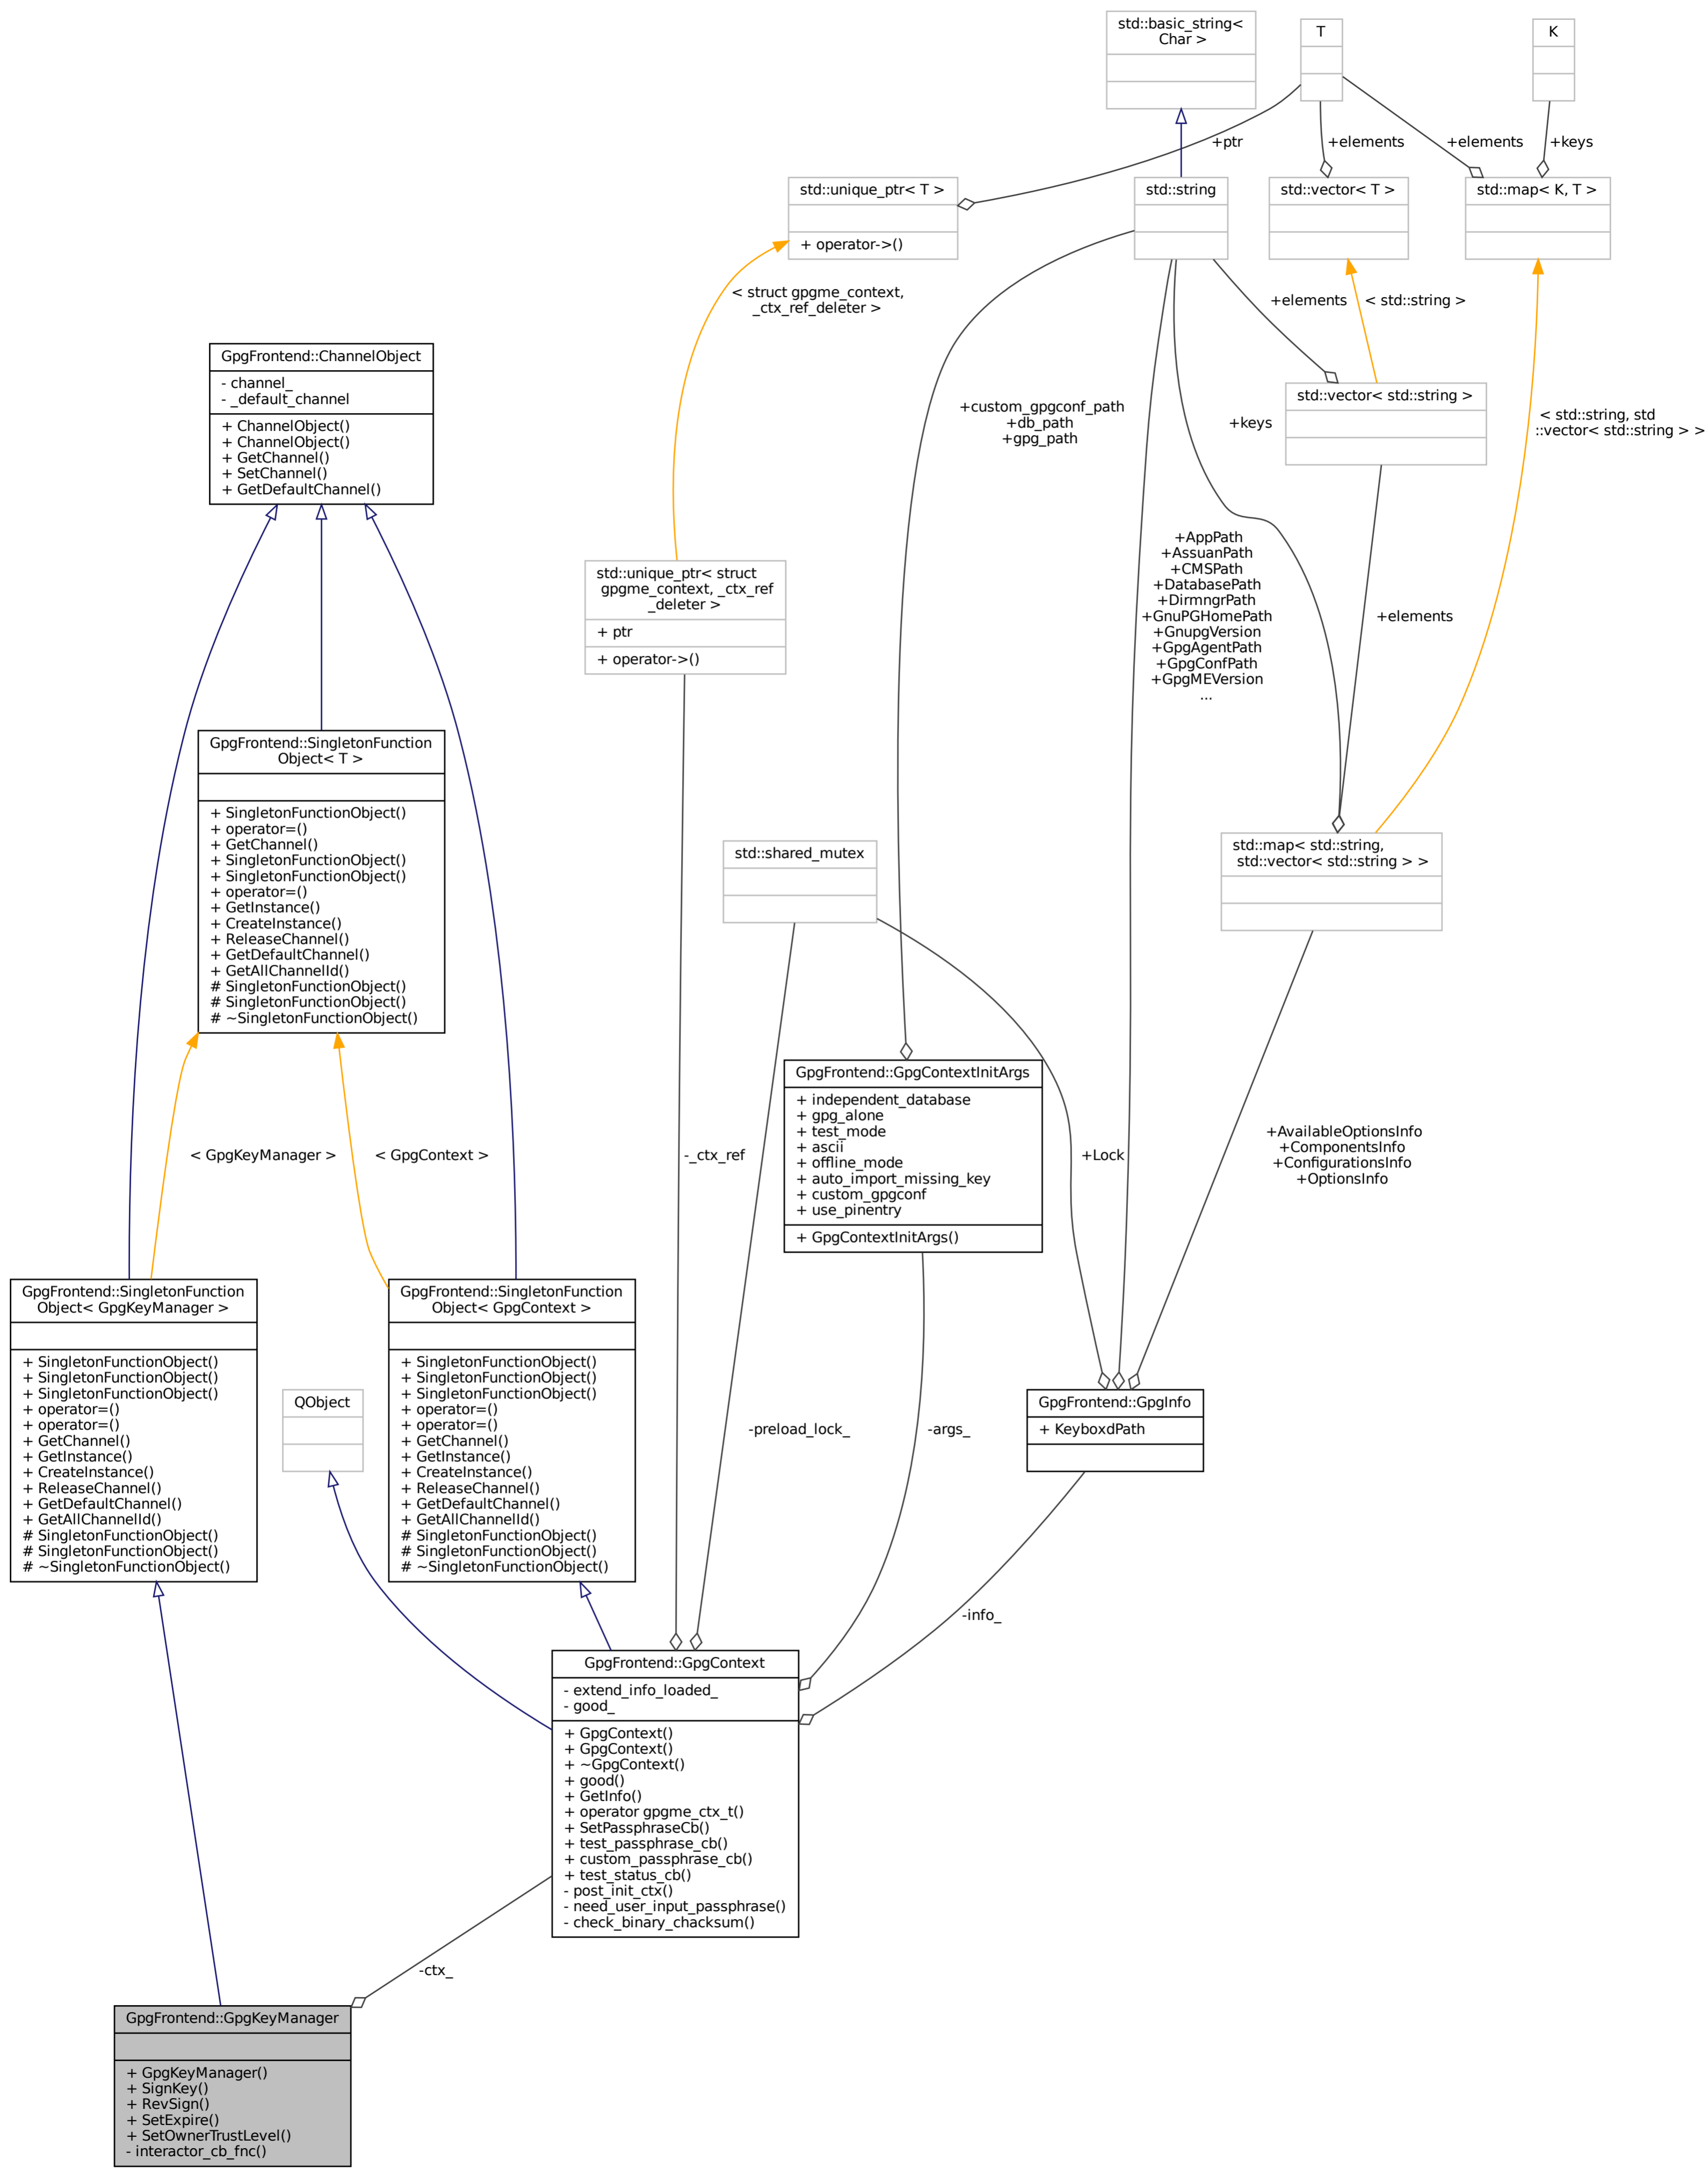 std::basic_string<
Char >
T
K
+ptr
+elements
+elements
+keys
std::unique_ptr< T >
+ operator->()
std::string
std::vector< T >
std::map< K, T >
< struct gpgme_context,
_ctx_ref_deleter >
+elements
< std::string >
GpgFrontend::ChannelObject
- channel_
- _default_channel
+ ChannelObject()
+ ChannelObject()
+ GetChannel()
+ SetChannel()
+ GetDefaultChannel()
+custom_gpgconf_path
+db_path
+gpg_path
+keys
std::vector< std::string >
< std::string, std
::vector< std::string > >
std::unique_ptr< struct
gpgme_context, _ctx_ref
_deleter >
+ ptr
+ operator->()
+AppPath
+AssuanPath
+CMSPath
+DatabasePath
+DirmngrPath
+GnuPGHomePath
+GnupgVersion
+GpgAgentPath
+GpgConfPath
+GpgMEVersion
...
+elements
GpgFrontend::SingletonFunction
Object< T >
+ SingletonFunctionObject()
+ operator=()
+ GetChannel()
+ SingletonFunctionObject()
+ SingletonFunctionObject()
+ operator=()
+ GetInstance()
+ CreateInstance()
+ ReleaseChannel()
+ GetDefaultChannel()
+ GetAllChannelId()
# SingletonFunctionObject()
# SingletonFunctionObject()
# ~SingletonFunctionObject()
std::shared_mutex
std::map< std::string,
std::vector< std::string > >
< GpgKeyManager >
< GpgContext >
-_ctx_ref
GpgFrontend::GpgContextInitArgs
+ independent_database
+ gpg_alone
+ test_mode
+ ascii
+ offline_mode
+ auto_import_missing_key
+ custom_gpgconf
+ use_pinentry
+ GpgContextInitArgs()
+Lock
+AvailableOptionsInfo
+ComponentsInfo
+ConfigurationsInfo
+OptionsInfo
GpgFrontend::SingletonFunction
Object< GpgKeyManager >
+ SingletonFunctionObject()
+ SingletonFunctionObject()
+ SingletonFunctionObject()
+ operator=()
+ operator=()
+ GetChannel()
+ GetInstance()
+ CreateInstance()
+ ReleaseChannel()
+ GetDefaultChannel()
+ GetAllChannelId()
# SingletonFunctionObject()
# SingletonFunctionObject()
# ~SingletonFunctionObject()
QObject
GpgFrontend::SingletonFunction
Object< GpgContext >
+ SingletonFunctionObject()
+ SingletonFunctionObject()
+ SingletonFunctionObject()
+ operator=()
+ operator=()
+ GetChannel()
+ GetInstance()
+ CreateInstance()
+ ReleaseChannel()
+ GetDefaultChannel()
+ GetAllChannelId()
# SingletonFunctionObject()
# SingletonFunctionObject()
# ~SingletonFunctionObject()
-preload_lock_
-args_
GpgFrontend::GpgInfo
+ KeyboxdPath
-info_
GpgFrontend::GpgContext
- extend_info_loaded_
- good_
+ GpgContext()
+ GpgContext()
+ ~GpgContext()
+ good()
+ GetInfo()
+ operator gpgme_ctx_t()
+ SetPassphraseCb()
+ test_passphrase_cb()
+ custom_passphrase_cb()
+ test_status_cb()
- post_init_ctx()
- need_user_input_passphrase()
- check_binary_chacksum()
-ctx_
GpgFrontend::GpgKeyManager
+ GpgKeyManager()
+ SignKey()
+ RevSign()
+ SetExpire()
+ SetOwnerTrustLevel()
- interactor_cb_fnc()